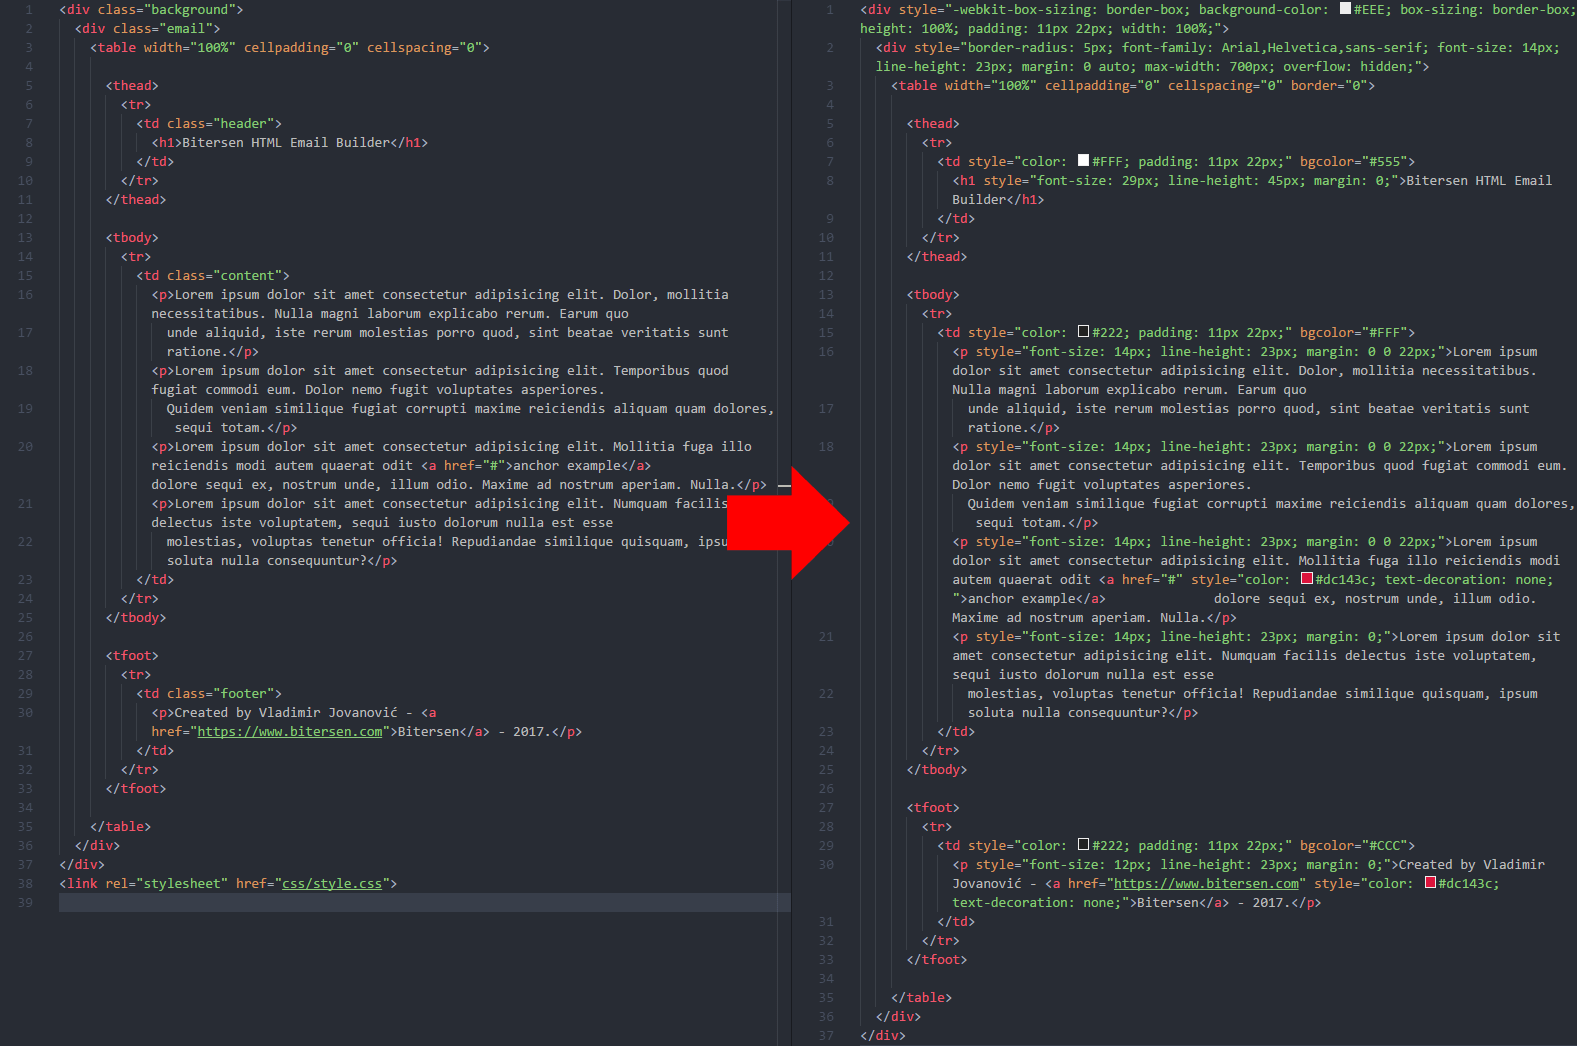 1 <div class="background">
2 <div class="email">
3 <table width="100%" cellpadding="0" cellspacing="0">
4
5 <thead>
6 <tr>
7 <td class="header">
8 <h1>Bitersen HTML Email Builder</h1>
9 </td>
10 </tr>
11 </thead>
12
13 <tbody>
14 <tr>
15 <td class="content">
16 <p>Lorem ipsum dolor sit amet consectetur adipisicing elit. Dolor, mollitia
necessitatibus. Nulla magni laborum explicabo rerum. Earum quo
17 unde aliquid, iste rerum molestias porro quod, sint beatae veritatis sunt
ratione.</p>
18 <p>Lorem ipsum dolor sit amet consectetur adipisicing elit. Temporibus quod
fugiat commodi eum. Dolor nemo fugit voluptates asperiores.
19 Quidem veniam similique fugiat corrupti maxime reiciendis aliquam quam dolores,
sequi totam.</p>
20 <p>Lorem ipsum dolor sit amet consectetur adipisicing elit. Mollitia fuga illo
reiciendis modi autem quaerat odit <a href="#">anchor example</a>
dolore sequi ex, nostrum unde, illum odio. Maxime ad nostrum aperiam. Nulla.</p>
21 <p>Lorem ipsum dolor sit amet consectetur adipisicing elit. Numquam facilis
delectus iste voluptatem, sequi iusto dolorum nulla est esse
22 molestias, voluptas tenetur officia! Repudiandae similique quisquam,
soluta nulla consequuntur?</p>
23 </td>
24 </tr>
25 </tbody>
26
27 <tfoot>
28 <tr>
29 <td class="footer">
30 <p>Created by Vladimir Jovanović - <a
href="https://www.bitersen.com">Bitersen</a> - 2017.</p>
31 </td>
32 </tr>
33 </tfoot>
34
35 </table>
36 </div>
37 </div>
38 <link rel="stylesheet" href="css/style.css">
39
1 <div style="-webkit-box-sizing: border-box; background-color: #EEE; box-sizing: border-box;
height: 100%; padding: 11px 22px; width: 100%;">
2 <div style="border-radius: 5px; font-family: Arial,Helvetica,sans-serif; font-size: 14px;
line-height: 23px; margin: 0 auto; max-width: 700px; overflow: hidden;">
3 <table width="100%" cellpadding="0" cellspacing="0" border="0">
4
5 <thead>
6 <tr>
7 <td style="color: #FFF; padding: 11px 22px;" bgcolor="#555">
8 <h1 style="font-size: 29px; line-height: 45px; margin: 0;">Bitersen HTML Email
Builder</h1>
9 </td>
10 </tr>
11 </thead>
12
13 <tbody>
14 <tr>
15 <td style="color: #222; padding: 11px 22px;" bgcolor="#FFF">
16 <p style="font-size: 14px; line-height: 23px; margin: 0 0 22px;">Lorem ipsum
dolor sit amet consectetur adipisicing elit. Dolor, mollitia necessitatibus.
Nulla magni laborum explicabo rerum. Earum quo
17 unde aliquid, iste rerum molestias porro quod, sint beatae veritatis sunt
ratione.</p>
18 <p style="font-size: 14px; line-height: 23px; margin: 0 0 22px;">Lorem ipsum
dolor sit amet consectetur adipisicing elit. Temporibus quod fugiat commodi eum.
Dolor nemo fugit voluptates asperiores.
Quidem veniam similique fugiat corrupti maxime reiciendis aliquam quam dolores,
sequi totam.</p>
<p style="font-size: 14px; line-height: 23px; margin: 0 0 22px;">Lorem ipsum
dolor sit amet consectetur adipisicing elit. Mollitia fuga illo reiciendis modi
autem quaerat odit <a href="#" style="color: #dc143c; text-decoration: none;
">anchor example</a> dolore sequi ex, nostrum unde, illum odio.
Maxime ad nostrum aperiam. Nulla.</p>
21 <p style="font-size: 14px; line-height: 23px; margin: 0;">Lorem ipsum dolor sit
amet consectetur adipisicing elit. Numquam facilis delectus iste voluptatem,
sequi iusto dolorum nulla est esse
22 molestias, voluptas tenetur officia! Repudiandae similique quisquam, ipsum
soluta nulla consequuntur?</p>
23 </td>
24 </tr>
25 </tbody>
26
27 <tfoot>
28 <tr>
29 <td style="color: #222; padding: 11px 22px;" bgcolor="#CCC">
30 <p style="font-size: 12px; line-height: 23px; margin: 0;">Created by Vladimir
Jovanović - <a href="https://www.bitersen.com" style="color: #dc143c;
text-decoration: none;">Bitersen</a> - 2017.</p>
31 </td>
32 </tr>
33 </tfoot>
34
35 </table>
36 </div>
37 </div>